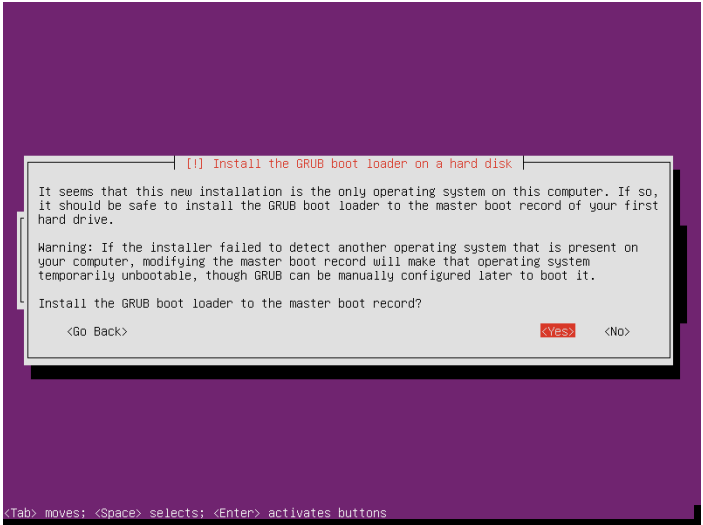 [!] Install the GRUB boot loader on a hard disk
It seems that this new installation is the only operating system on this computer. If so,
it should be safe to install the GRUB boot loader to the master boot record of your first
hard drive.
Warning: If the installer failed to detect another operating system that is present on
your computer, modifying the master boot record will make that operating system
temporarily unbootable, though GRUB can be manually configured later to boot it.
Install the GRUB boot loader to the master boot record?
<Go Back> <Yes> <No>
<Tab> moves; <Space> selects; <Enter> activates buttons